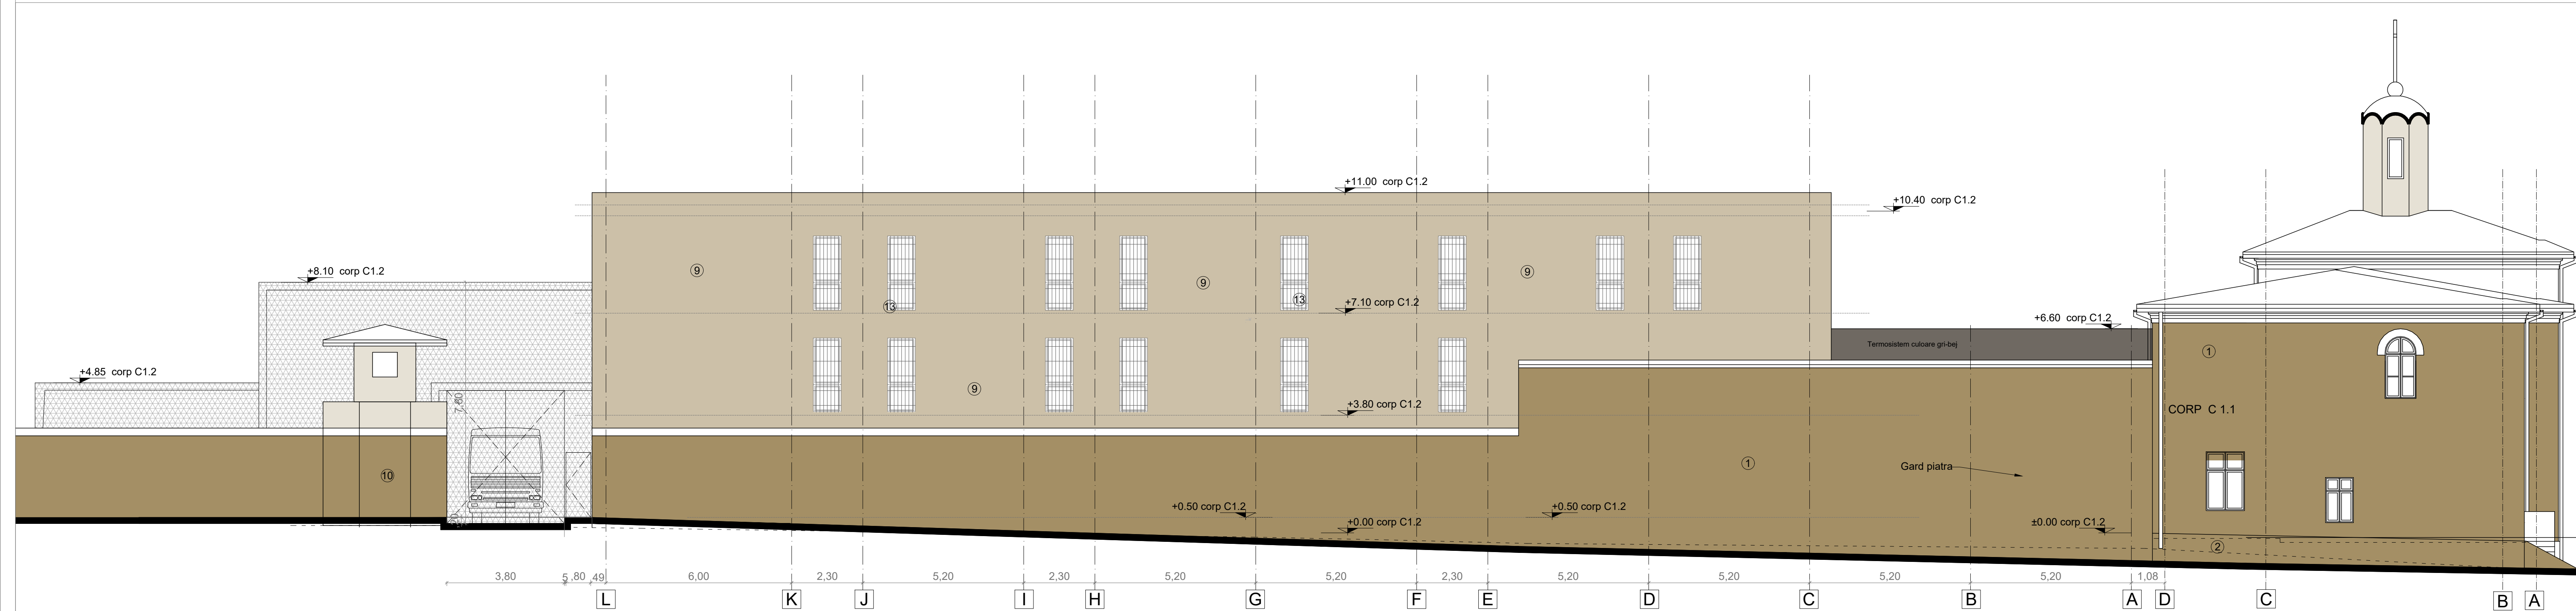 +11.00 corp C1.2
+10.40 corp C1.2
9
9
9
+8.10 corp C1.2
13
13
+7.10 corp C1.2
+6.60 corp C1.2
Termosistem culoare gri-bej
1
+4.85 corp C1.2
9
7,60
+3.80 corp C1.2
CORP C 1.1
1
Gard piatra
10
+0.50 corp C1.2
+0.50 corp C1.2
+0.00 corp C1.2
±0.00 corp C1.2
2
3,80
5
,80
49
6,00
2,30
5,20
2,30
5,20
5,20
2,30
5,20
5,20
5,20
5,20
1,08
L
K
J
I
H
G
F
E
D
C
B
A
D
C
B
A